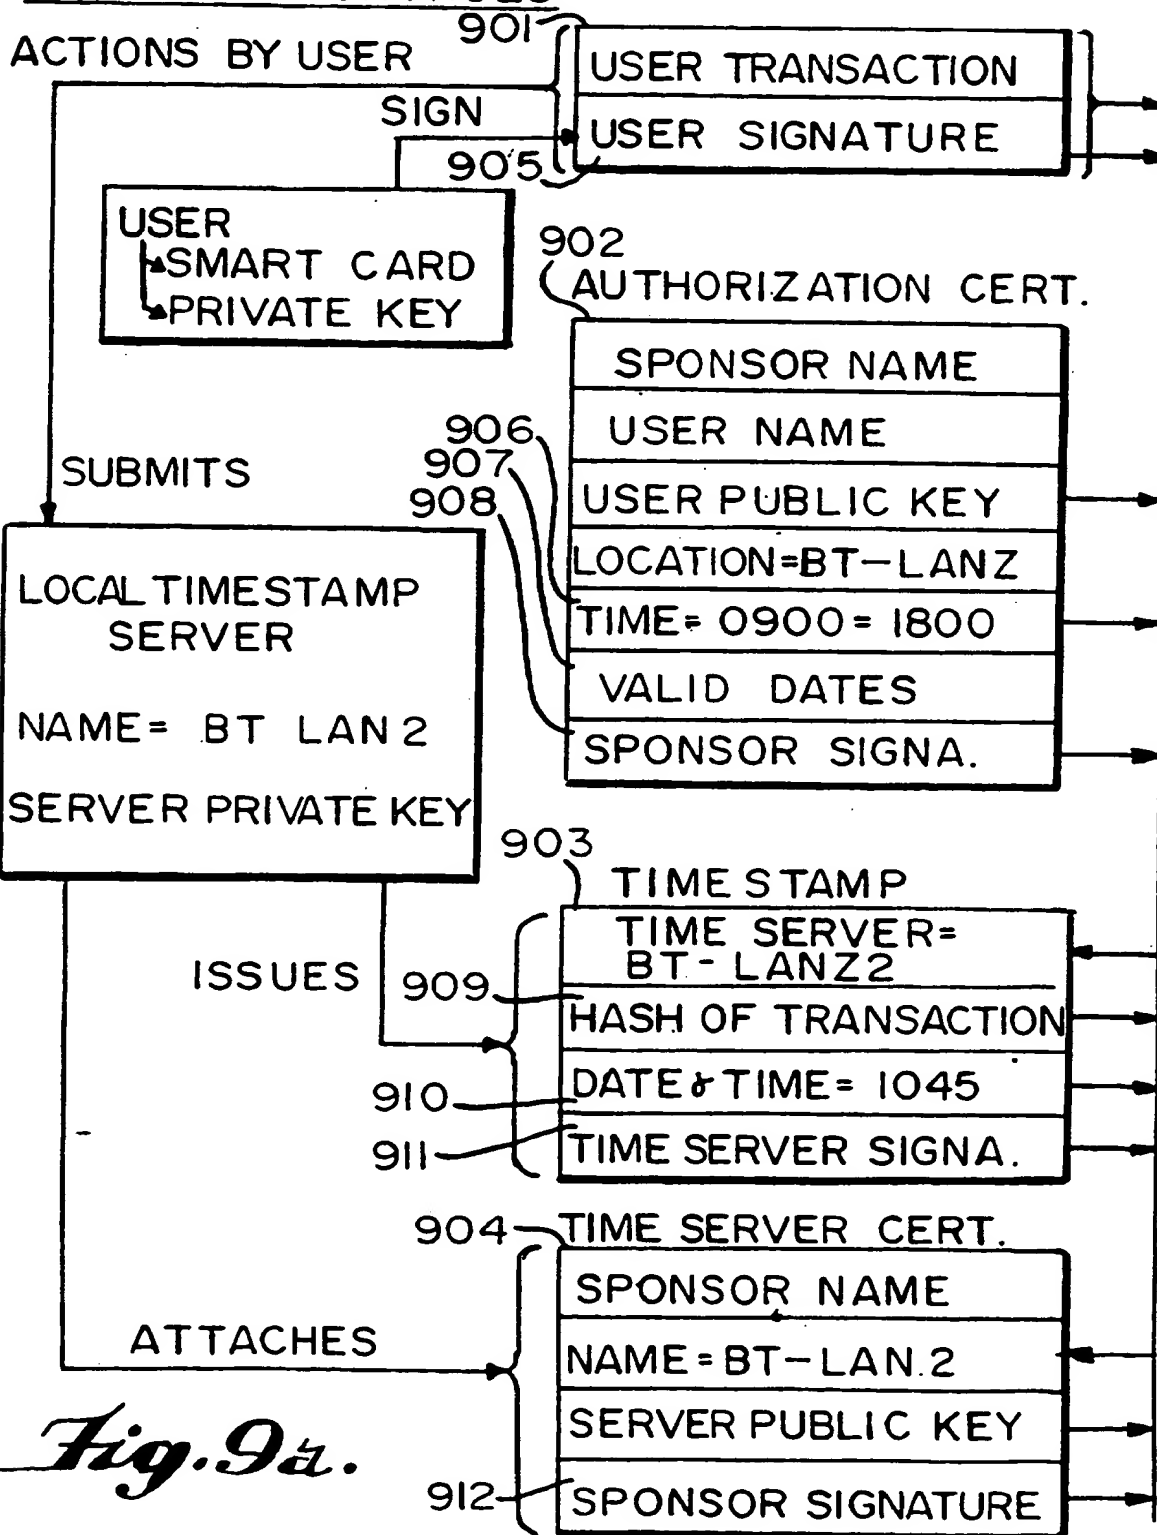 901
ACTIONS BY USER
USER TRANSACTION
SIGN
USER SIGNATURE
905
USER
SMART CARD
PRIVATE KEY
902
AUTHORIZATION CERT.
SPONSOR NAME
906
USER NAME
907
SUBMITS
USER PUBLIC KEY
908
LOCATION=BT-LANZ
TIME= 0900= 1800
VALID DATES
SPONSOR SIGNA.
LOCAL TIMESTAMP
SERVER
NAME= BT LAN 2
SERVER PRIVATE KEY
903
TIMESTAMP
TIME SERVER=
BT- LANZ2
ISSUES
909
HASH OF TRANSACTION
910
DATE & TIME= 1045
911
TIME SERVER SIGNA.
904
TIME SERVER CERT.
SPONSOR NAME
ATTACHES
NAME=BT-LAN.2
SERVER PUBLIC KEY
912
SPONSOR SIGNATURE
Fig.9a.